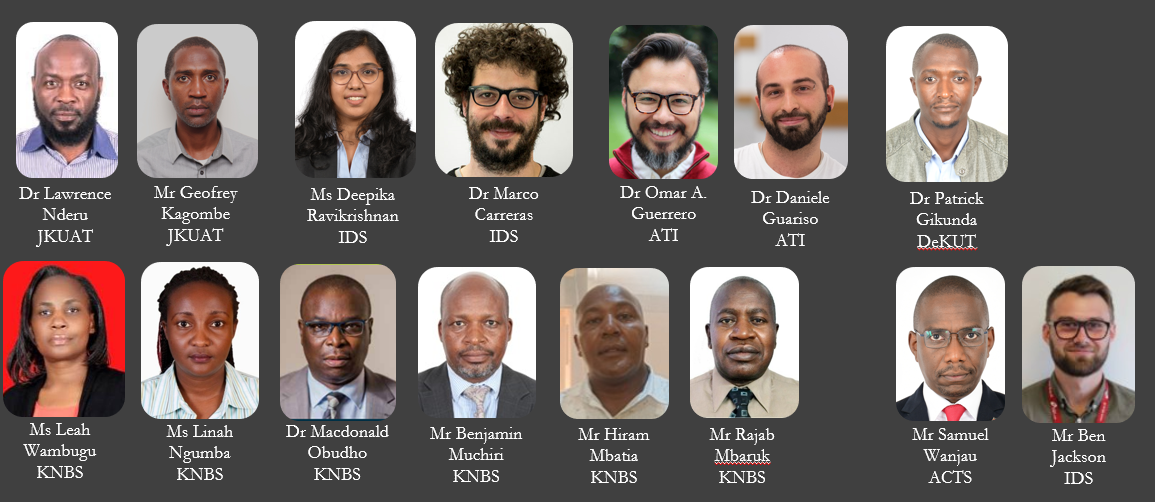 Dr Lawrence
Nderu
JKUAT
Mr Geofrey
Kagombe
JKUAT
Ms Deepika
Ravikrishnan
IDS
Dr Marco
Carreras
IDS
Dr Omar A.
Guerrero
ATI
Dr Daniele
Guariso
ATI
Dr Patrick
Gikunda
DeKUT
Ms Leah
Wambugu
KNBS
Ms Linah
Ngumba
KNBS
Dr Macdonald
Obudho
KNBS
Mr Benjamin
Muchiri
KNBS
Mr Hiram
Mbatia
KNBS
Mr Rajab
Mbaruk
KNBS
Mr Samuel
Wanjau
ACTS
Mr Ben
Jackson
IDS